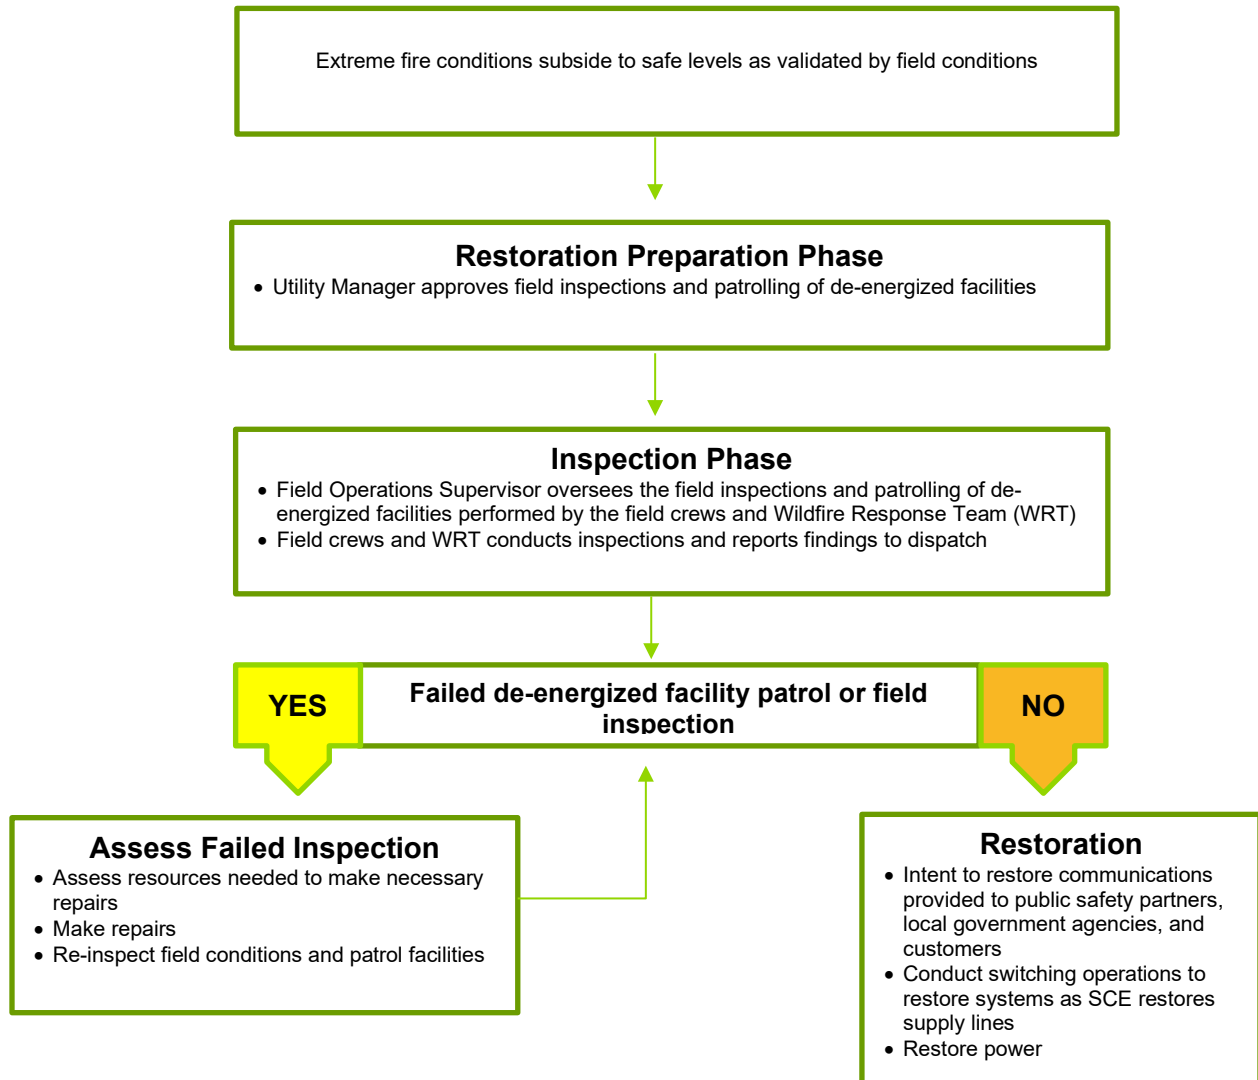 Extreme fire conditions subside to safe levels as validated by field conditions
Restoration Preparation Phase
• Utility Manager approves field inspections and patrolling of de-energized facilities
Inspection Phase
• Field Operations Supervisor oversees the field inspections and patrolling of de-
energized facilities performed by the field crews and Wildfire Response Team (WRT)
• Field crews and WRT conducts inspections and reports findings to dispatch
YES
Failed de-energized facility patrol or field
inspection
NO
Assess Failed Inspection
• Assess resources needed to make necessary
repairs
• Make repairs
• Re-inspect field conditions and patrol facilities
Restoration
• Intent to restore communications
provided to public safety partners,
local government agencies, and
customers
• Conduct switching operations to
restore systems as SCE restores
supply lines
• Restore power